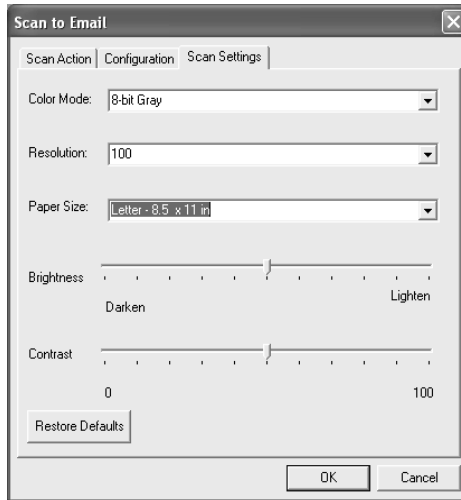 Scan to Email
Scan Action Configuration Scan Settings
Color Mode: 8-bit Gray
Resolution: 100
Paper Size: Letter - 8.5 x 11 in
Brightness
Darken Lighten
Contrast
0 100
Restore Defaults
OK Cancel